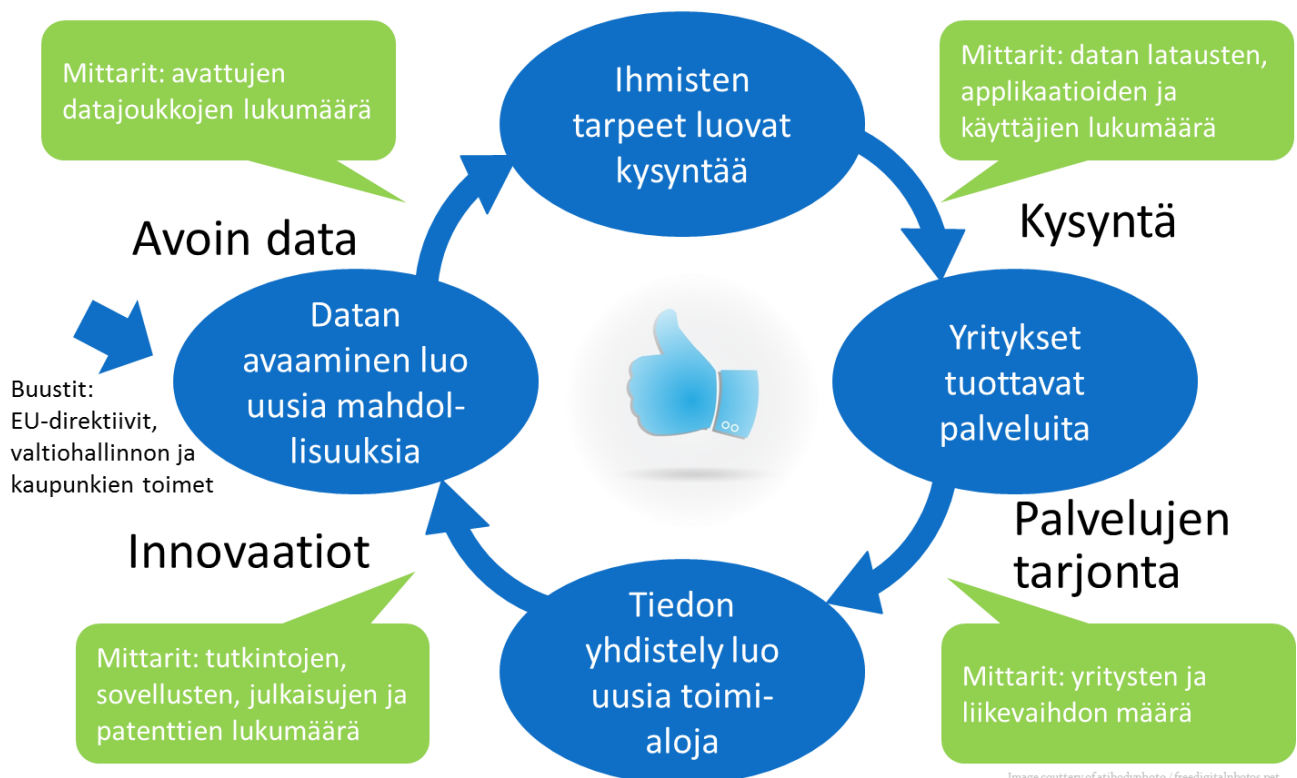 Mittarit: avattujen
datajoukkojen lukumäärä
Ihmisten
tarpeet luovat
kysyntää
Mittarit: datan latausten,
applikaatioiden ja
käyttäjien lukumäärä
Avoin data
Kysyntä
Datan
avaaminen luo
uusia mahdol-
lisuuksia
Yritykset
tuottavat
palveluita
Buustit:
EU-direktiivit,
valtiohallinnon ja
kaupunkien toimet
Innovaatiot
Palvelujen
tarjonta
Tiedon
yhdistely luo
uusia toimi-
aloja
Mittarit: tutkintojen,
sovellusten, julkaisujen ja
patenttien lukumäärä
Mittarit: yritysten ja
liikevaihdon määrä